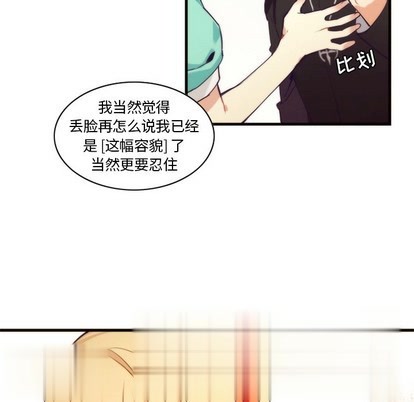 比划
我当然觉得
丢脸再怎么说我已经
是 [这幅容貌] 了
当然更要忍住